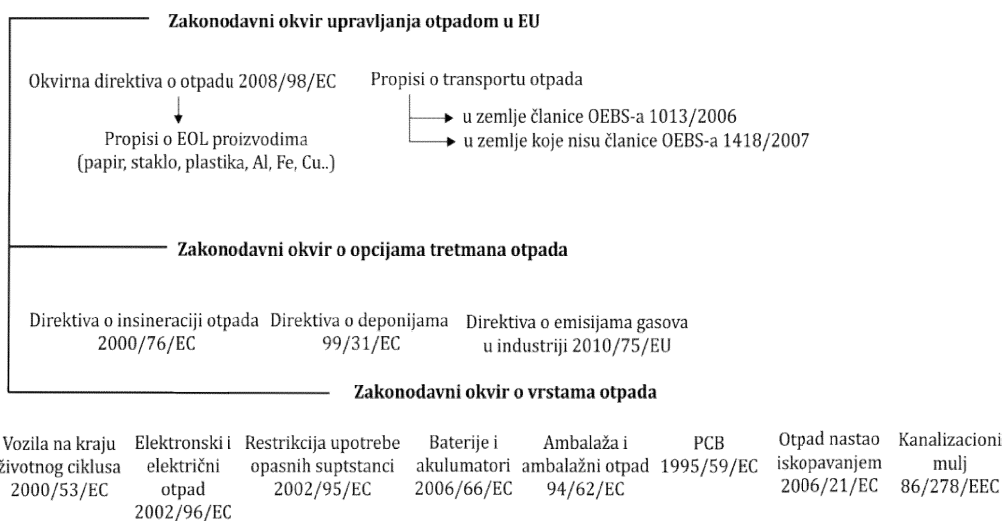 Zakonodavni okvir upravljanja otpadom u EU
Okvirna direktiva o otpadu 2008/98/EC
Propisi o EOL proizvodima
(papir, staklo, plastika, Al, Fe, Cu..)
Propisi o transportu otpada
u zemlje članice OEBS-a 1013/2006
u zemlje koje nisu članice OEBS-a 1418/2007
Zakonodavni okvir o opcijama tretmana otpada
Direktiva o insineraciji otpada
2000/76/EC
Direktiva o deponijama
99/31/EC
Direktiva o emisijama gasova
u industriji 2010/75/EU
Zakonodavni okvir o vrstama otpada
Vozila na kraju
životnog ciklusa
2000/53/EC
Elektronski i
električni
otpad
2002/96/EC
Restrikcija upotrebe
opasnih suptstanci
2002/95/EC
Baterije i
akulumatori
2006/66/EC
Ambalaža i
ambalažni otpad
94/62/EC
PCB
1995/59/EC
Otpad nastao
iskopavanjem
2006/21/EC
Kanalizacioni
mulj
86/278/EEC